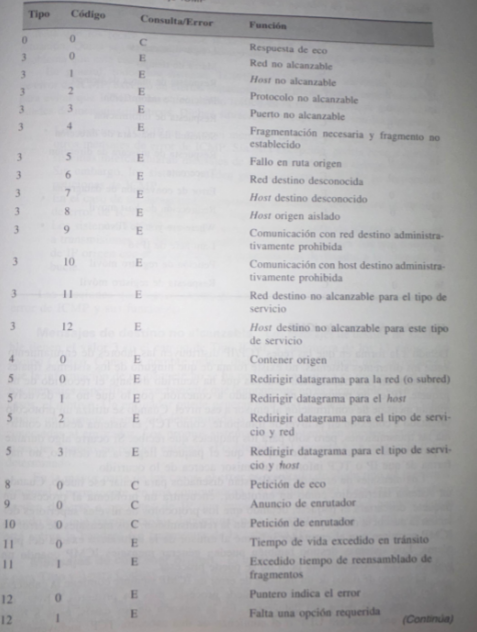 Tipo Código Consulta/Error Función
0 0 C Respuesta de eco
3 0 E Red no alcanzable
3 1 E Host no alcanzable
3 2 E Protocolo no alcanzable
3 3 E Puerto no alcanzable
3 4 E Fragmentación necesaria y fragmento no
establecido
3 5 E Fallo en ruta origen
3 6 E Red destino desconocida
3 7 E Host destino desconocido
3 8 E Host origen aislado
3 9 E Comunicación con red destino administra-
tivamente prohibida
3 10 E Comunicación con host destino administra-
tivamente prohibida
3 11 E Red destino no alcanzable para el tipo de
servicio
3 12 E Host destino no alcanzable para este tipo
de servicio
4 0 E Contener origen
5 0 E Redirigir datagrama para la red (o subred)
5 1 E Redirigir datagrama para el host
5 2 E Redirigir datagrama para el tipo de servi-
cio y red
5 3 E Redirigir datagrama para el tipo de servi-
cio y host
8 0 C Petición de eco
9 0 C Anuncio de enrutador
10 0 C Petición de enrutador
11 0 E Tiempo de vida excedido en tránsito
11 1 E Excedido tiempo de reensamblado de
fragmentos
12 0 E Puntero indica el error
12 1 E Falta una opción requerida
(Continúa)